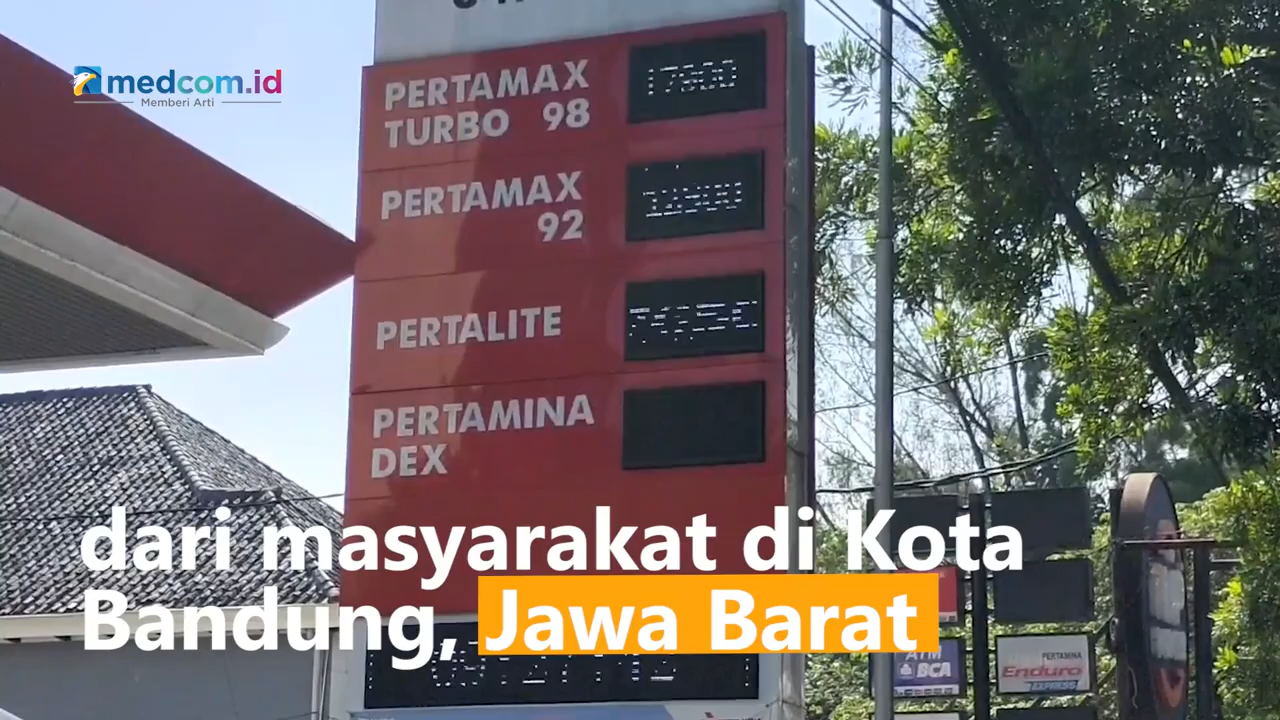 medcom.id
Memberi Arti
PERTAMAX
TURBO 98
PERTAMAX
92
PERTALITE
PERTAMINA
DEX
dari masyarakat di Kota
Bandung, Jawa Barat
ATM
BCA
PERTAMINA
Enduro
EXPRESS